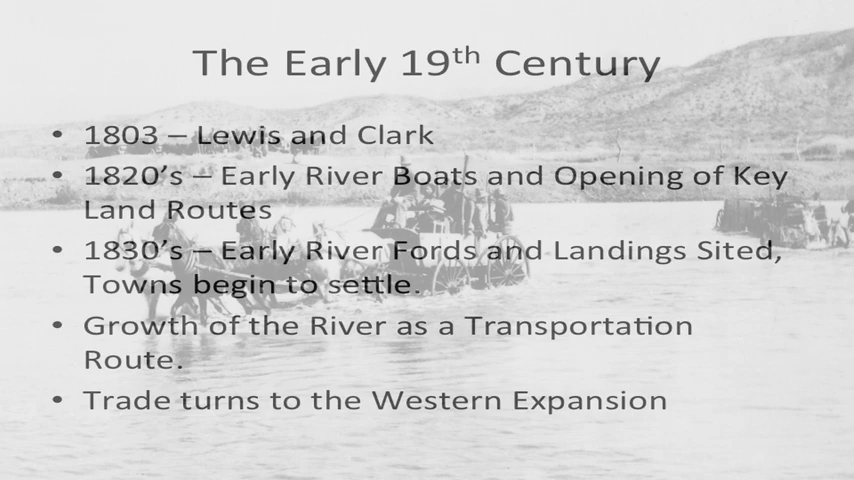 The Early 19th Century
• 1803 – Lewis and Clark
• 1820's – Early River Boats and Opening of Key
Land Routes
• 1830's – Early River Fords and Landings Sited,
Towns begin to settle.
• Growth of the River as a Transportation
Route.
• Trade turns to the Western Expansion